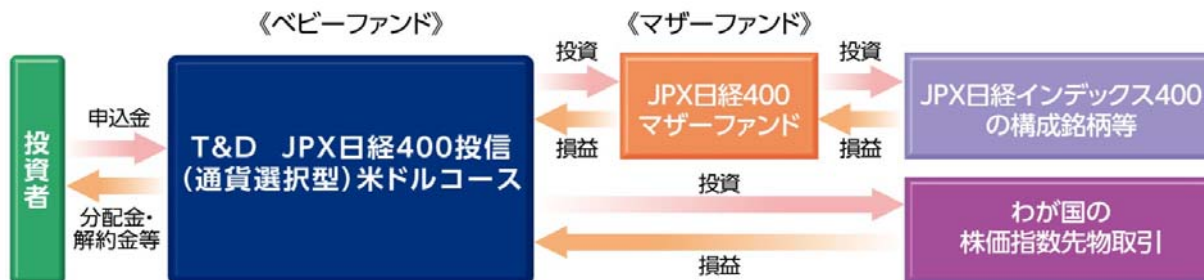 《ベビーファンド》
《マザーファンド》
投資者
申込金
分配金・
解約金等
T&D JPX日経400投信
(通貨選択型)米ドルコース
投資
損益
JPX日経400
マザーファンド
投資
損益
JPX日経インデックス400
の構成銘柄等
投資
損益
わが国の
株価指数先物取引